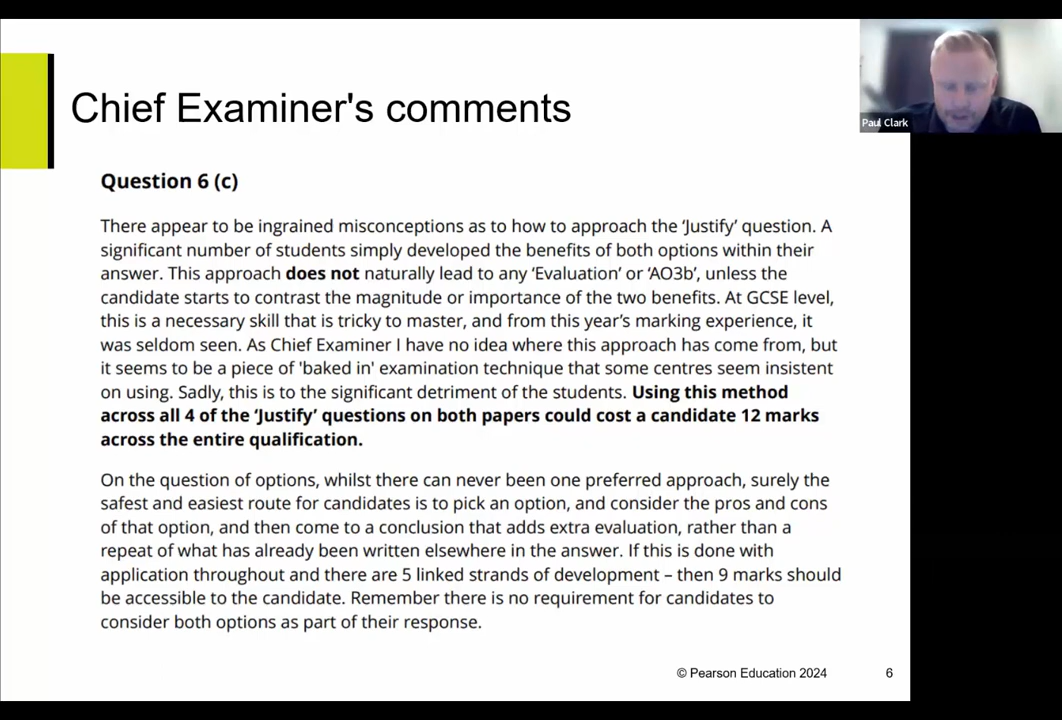 Chief Examiner's comments
Paul Clark
Question 6 (c)
There appear to be ingrained misconceptions as to how to approach the ‘Justify’ question. A
significant number of students simply developed the benefits of both options within their
answer. This approach does not naturally lead to any ‘Evaluation’ or ‘AO3b’, unless the
candidate starts to contrast the magnitude or importance of the two benefits. At GCSE level,
this is a necessary skill that is tricky to master, and from this year’s marking experience, it
was seldom seen. As Chief Examiner I have no idea where this approach has come from, but
it seems to be a piece of 'baked in' examination technique that some centres seem insistent
on using. Sadly, this is to the significant detriment of the students. Using this method
across all 4 of the ‘Justify’ questions on both papers could cost a candidate 12 marks
across the entire qualification.
On the question of options, whilst there can never been one preferred approach, surely the
safest and easiest route for candidates is to pick an option, and consider the pros and cons
of that option, and then come to a conclusion that adds extra evaluation, rather than a
repeat of what has already been written elsewhere in the answer. If this is done with
application throughout and there are 5 linked strands of development – then 9 marks should
be accessible to the candidate. Remember there is no requirement for candidates to
consider both options as part of their response.
© Pearson Education 2024
6